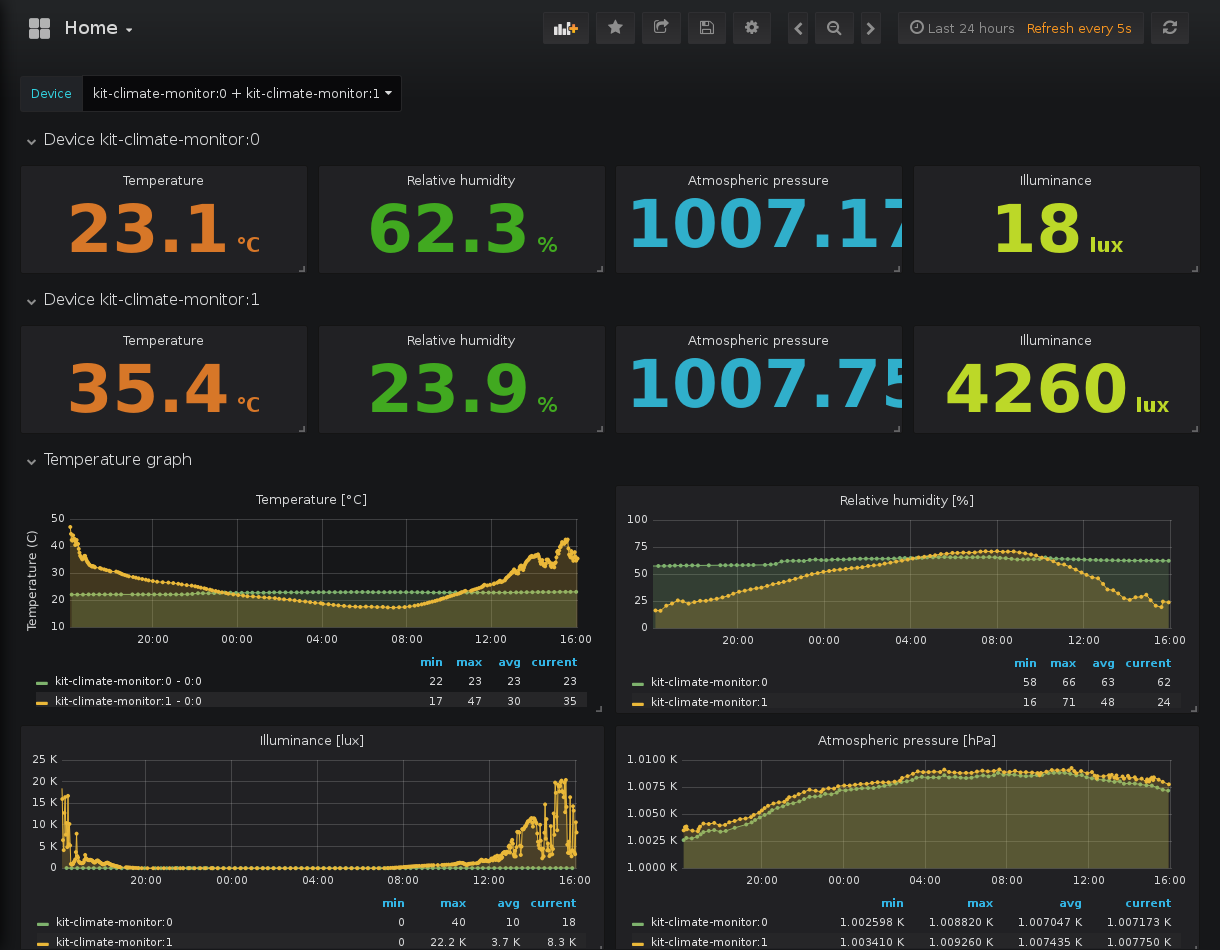 Home
Last 24 hours Refresh every 5s
Device kit-climate-monitor:0 + kit-climate-monitor:1
Device kit-climate-monitor:0
Temperature Relative humidity Atmospheric pressure Illuminance
23.1 °C 62.3 % 1007.17 18 lux
Device kit-climate-monitor:1
Temperature Relative humidity Atmospheric pressure Illuminance
35.4 °C 23.9 % 1007.75 4260 lux
Temperature graph
Temperature [°C]
Temperature (C)
50
40
30
20
10
20:00 00:00 04:00 08:00 12:00 16:00
min max avg current
kit-climate-monitor:0 - 0:0 22 23 23 23
kit-climate-monitor:1 - 0:0 17 47 30 35
Relative humidity [%]
100
75
50
25
0
20:00 00:00 04:00 08:00 12:00 16:00
min max avg current
kit-climate-monitor:0 58 66 63 62
kit-climate-monitor:1 16 71 48 24
Illuminance [lux]
25 K
20 K
15 K
10 K
5 K
0
20:00 00:00 04:00 08:00 12:00 16:00
min max avg current
kit-climate-monitor:0 0 40 10 18
kit-climate-monitor:1 0 22.2 K 3.7 K 8.3 K
Atmospheric pressure [hPa]
1.0100 K
1.0075 K
1.0050 K
1.0025 K
1.0000 K
20:00 00:00 04:00 08:00 12:00 16:00
min max avg current
kit-climate-monitor:0 1.002598 K 1.008820 K 1.007047 K 1.007173 K
kit-climate-monitor:1 1.003410 K 1.009260 K 1.007435 K 1.007750 K